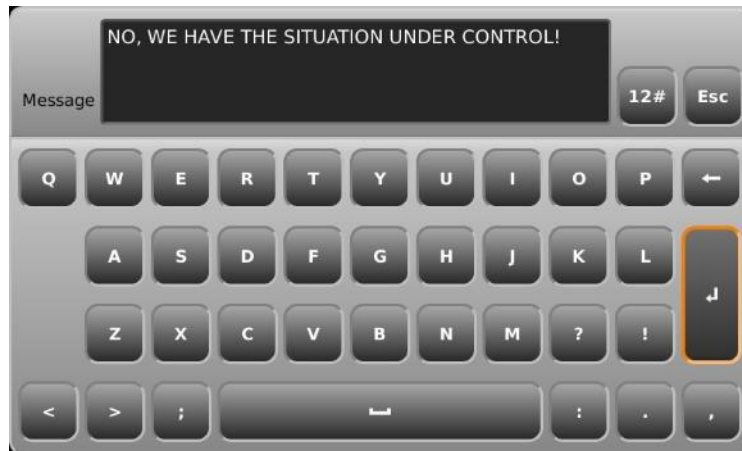 NO, WE HAVE THE SITUATION UNDER CONTROL!
Message
12# Esc
Q W E R T Y U I O P ←
A S D F G H J K L ↲
Z X C V B N M ? !
< > ; ⎵ : . ,